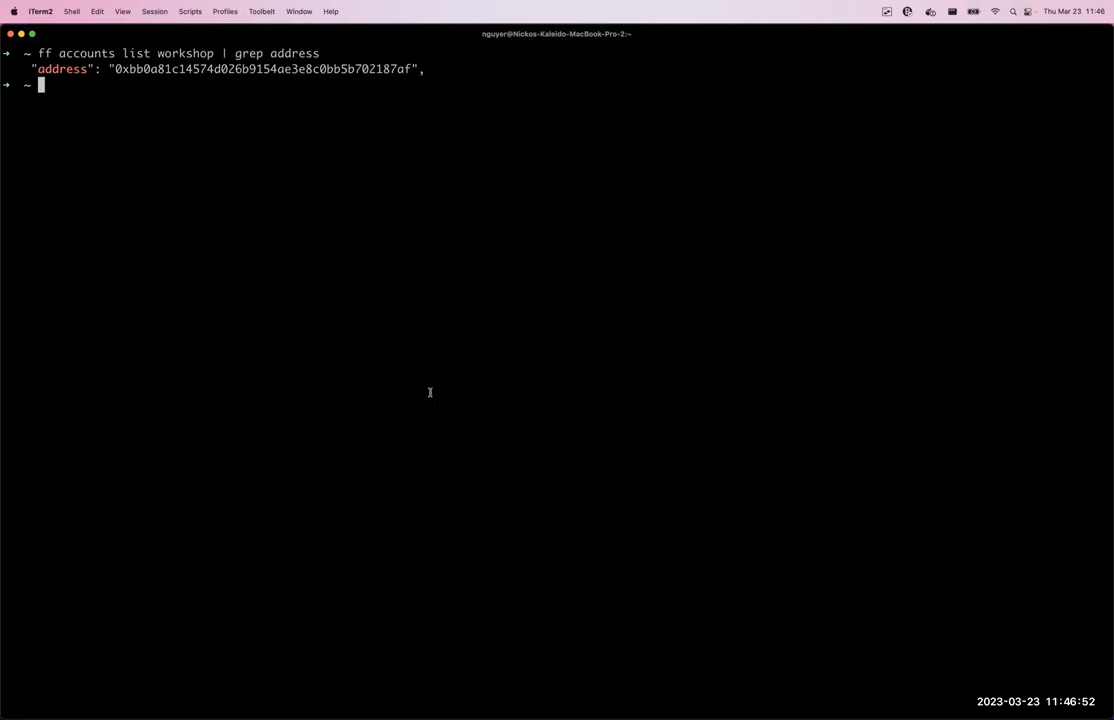 iTerm2 Shell Edit View Session Scripts Profiles Toolbelt Window Help Thu Mar 23 11:46
nguyer@Nickos-Kaleido-MacBook-Pro-2:~
➜ ~ ff accounts list workshop | grep address
"address": "0xbb0a81c14574d026b9154ae3e8c0bb5b702187af",
➜ ~
2023-03-23 11:46:52